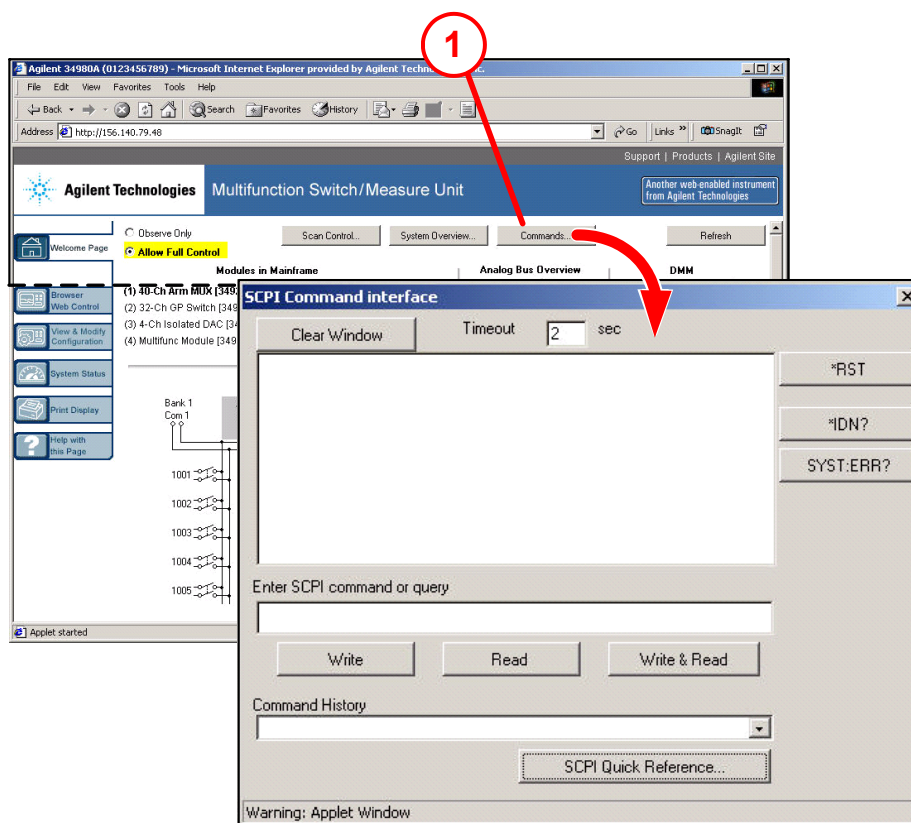 1
Agilent 34980A (0123456789) - Microsoft Internet Explorer provided by Agilent Techn
File Edit View Favorites Tools Help
Back Search Favorites History
Address http://156.140.79.48 Go Links » SnagIt
Support | Products | Agilent Site
Agilent Technologies Multifunction Switch/Measure Unit
Another web-enabled instrument
from Agilent Technologies
Welcome Page
Observe Only
Allow Full Control
Scan Control... System Overview... Commands... Refresh
Modules in Mainframe Analog Bus Overview DMM
Browser
Web Control
View & Modify
Configuration
System Status
Print Display
Help with
this Page
(1) 40-Ch Arm MUX [349
(2) 32-Ch GP Switch [349
(3) 4-Ch Isolated DAC [34
(4) Multifunc Module [349
Bank 1
Com 1
1001
1002
1003
1004
1005
Applet started
SCPI Command interface
Clear Window Timeout 2 sec
*RST
*IDN?
SYST:ERR?
Enter SCPI command or query
Write Read Write & Read
Command History
SCPI Quick Reference...
Warning: Applet Window